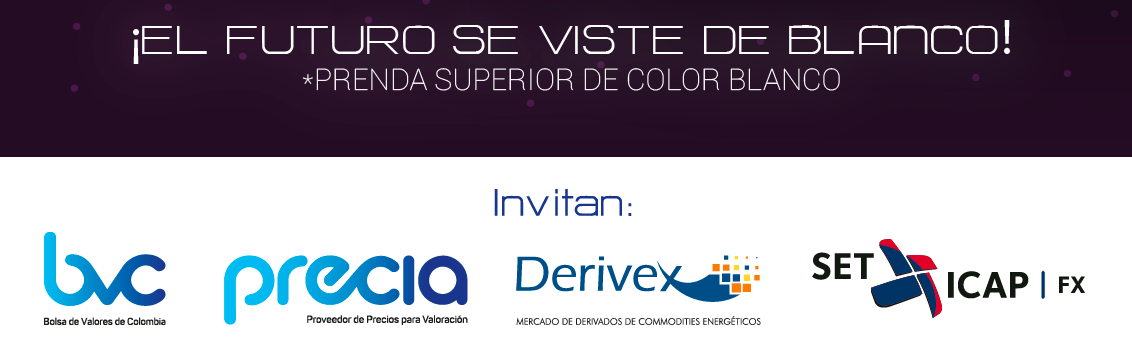 ¡EL FUTURO SE VISTE DE BLANCO!
*PRENDA SUPERIOR DE COLOR BLANCO
Invitan:
bvc
Bolsa de Valores de Colombia
precia
Proveedor de Precios para Valoración
Derivex
MERCADO DE DERIVADOS DE COMMODITIES ENERGÉTICOS
SET
ICAP | FX